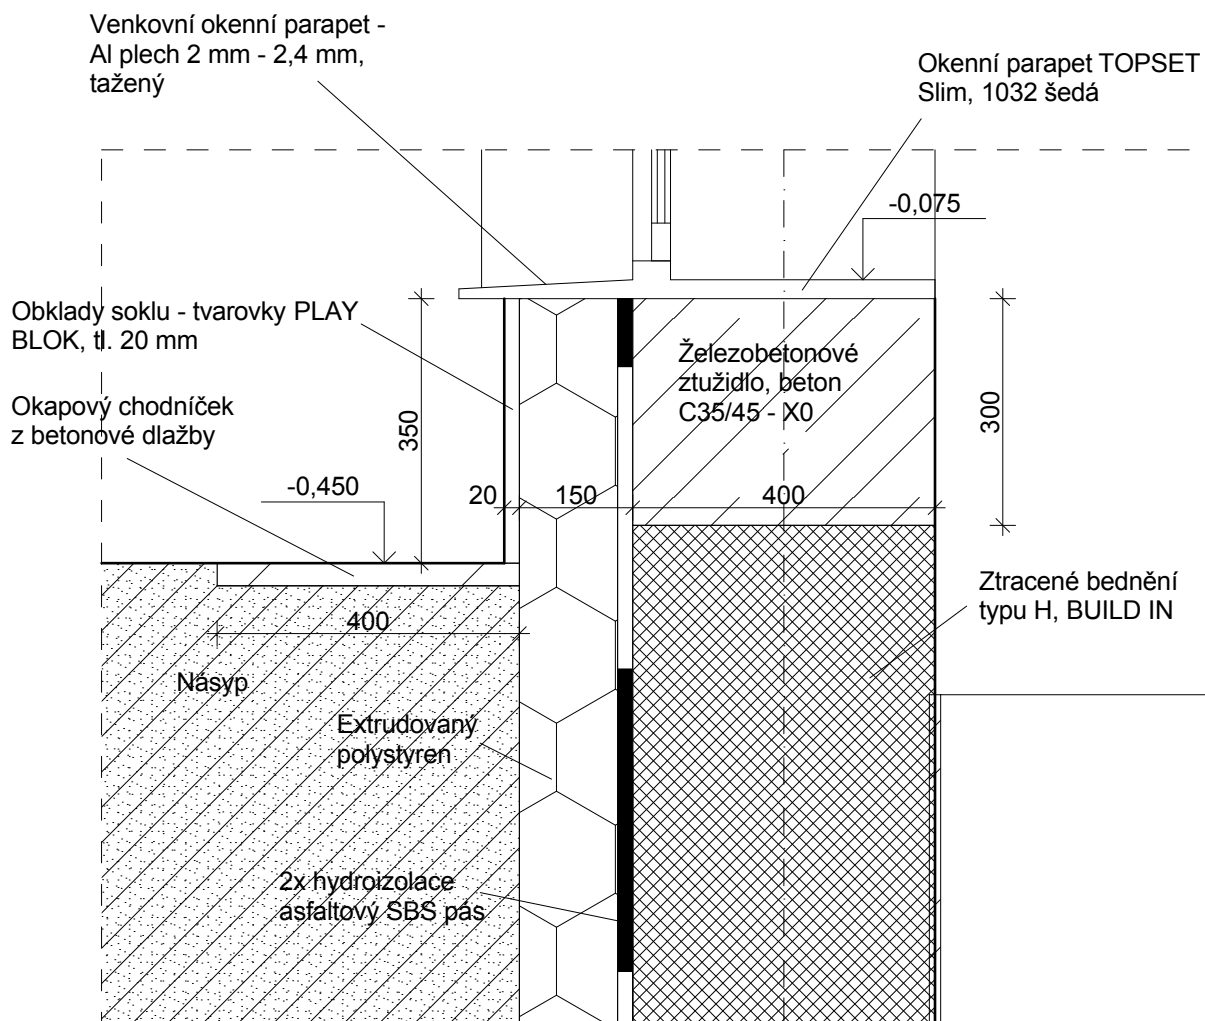 Venkovní okenní parapet -
Al plech 2 mm - 2,4 mm,
tažený
Okenní parapet TOPSET
Slim, 1032 šedá
-0,075
Obklady soklu - tvarovky PLAY
BLOK, tl. 20 mm
Železobetonové
ztužidlo, beton
C35/45 - X0
Okapový chodníček
z betonové dlažby
350
300
-0,450
20
150
400
Ztracené bednění
typu H, BUILD IN
400
Násyp
Extrudovaný
polystyren
2x hydroizolace
asfaltový SBS pás